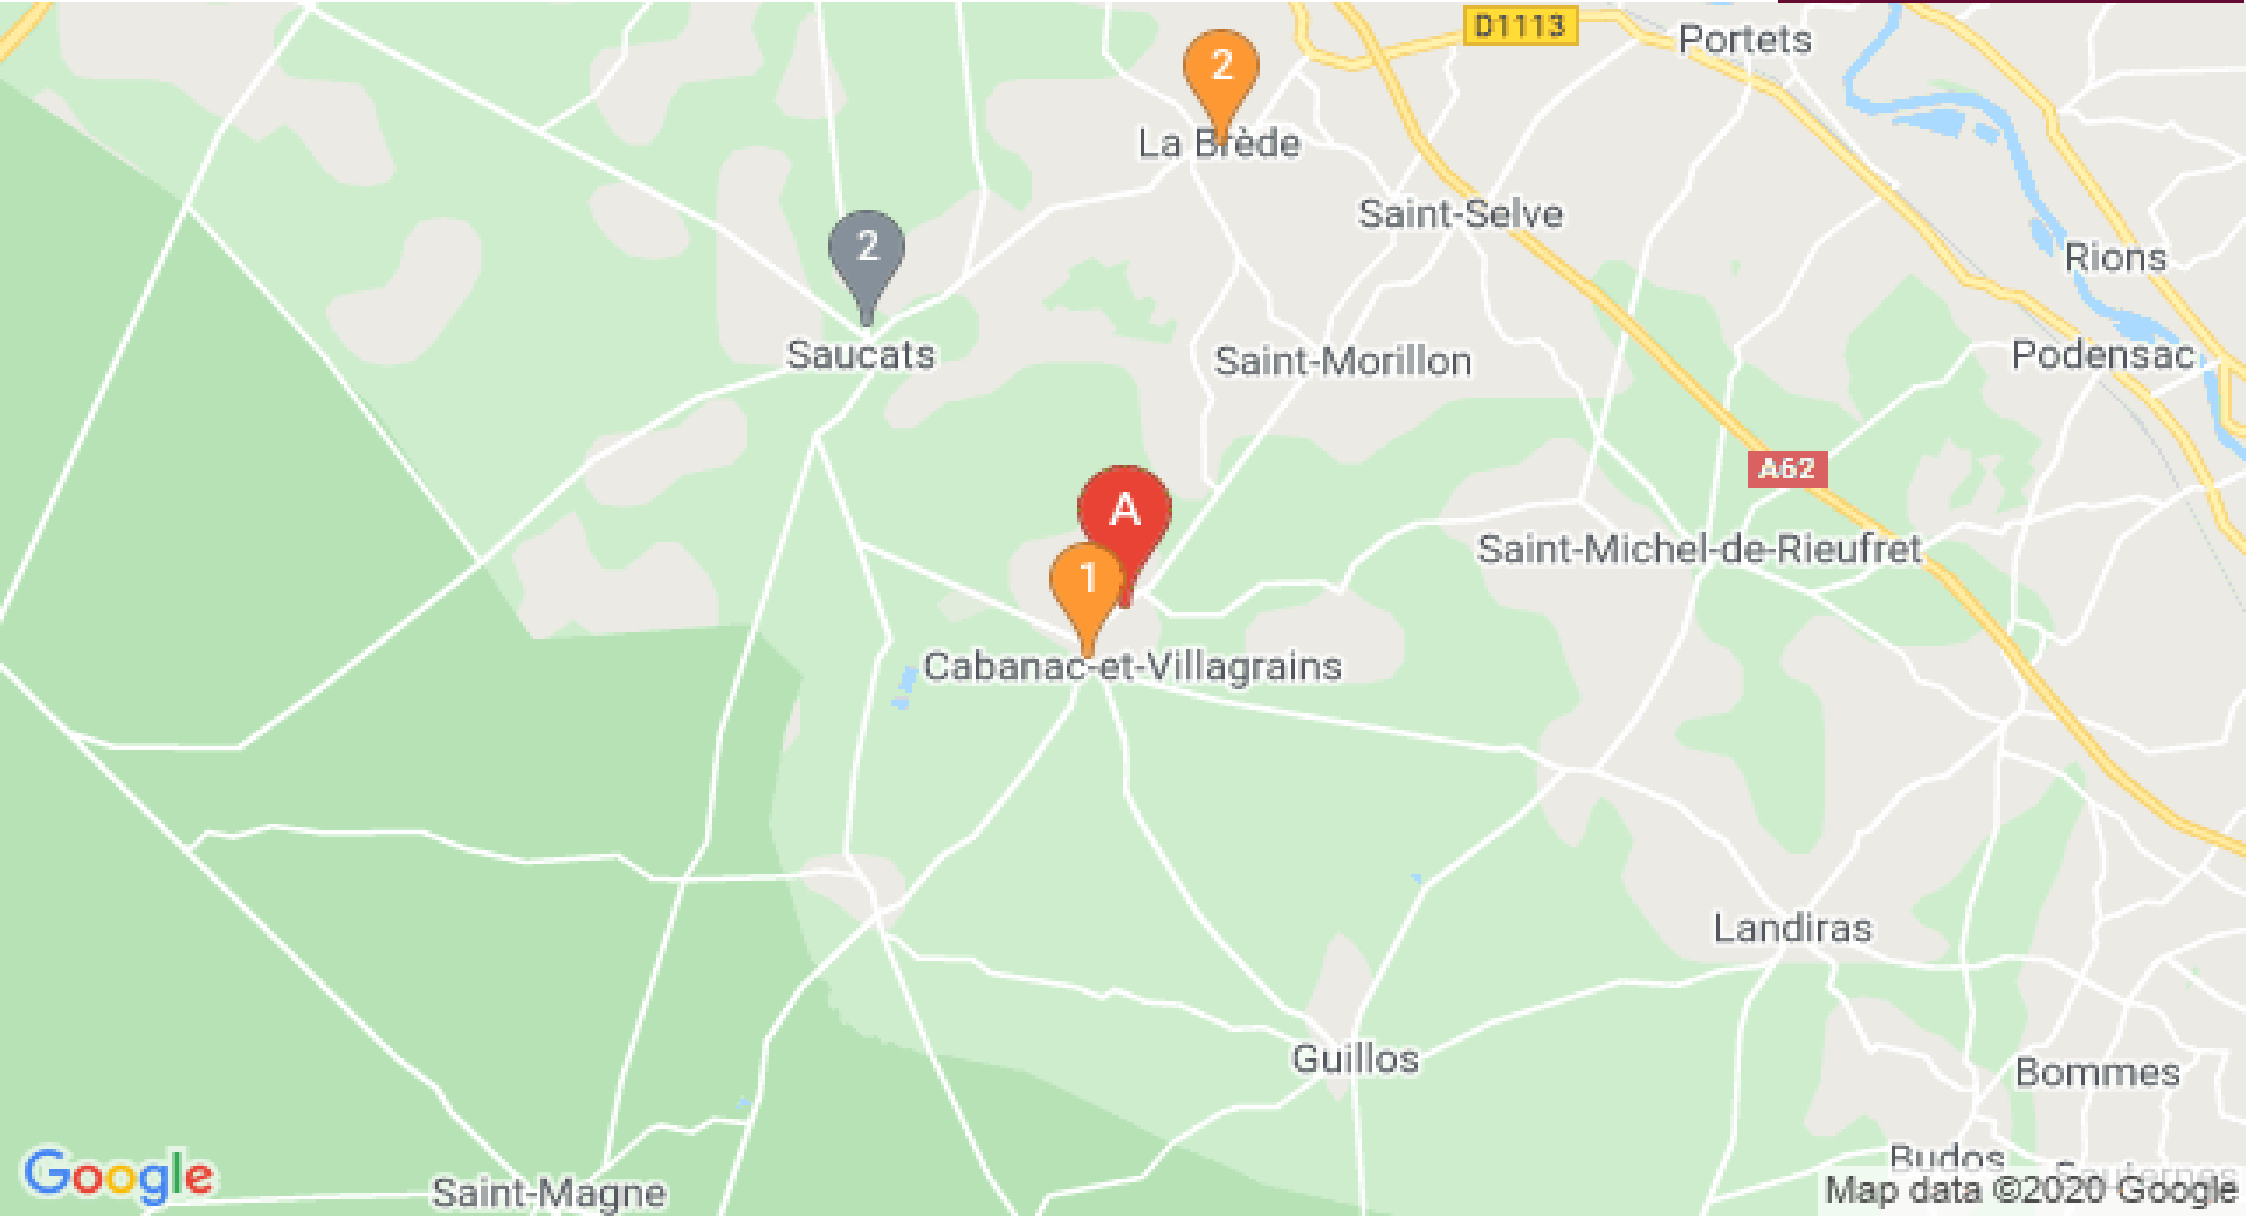 D1113
Portets
2
La Brède
Saint-Selve
2
Rions
Saucats
Saint-Morillon
Podensac
A62
A
Saint-Michel-de-Rieufret
1
Cabanac-et-Villagrains
Landiras
Guillos
Bommes
Budos
Sauternes
Google
Saint-Magne
Map data ©2020 Google